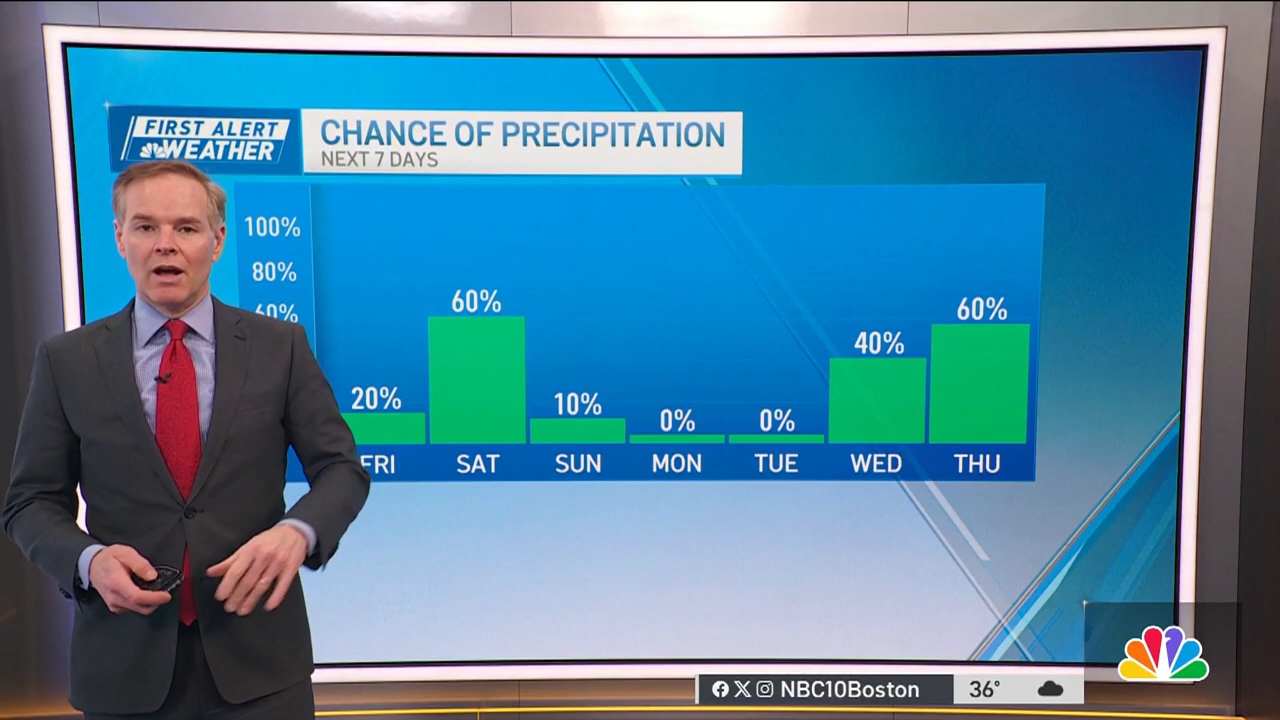 FIRST ALERT
WEATHER
CHANCE OF PRECIPITATION
NEXT 7 DAYS
100%
80%
60%
20%
60%
10%
0%
0%
40%
60%
FRI
SAT
SUN
MON
TUE
WED
THU
NBC10Boston
36°